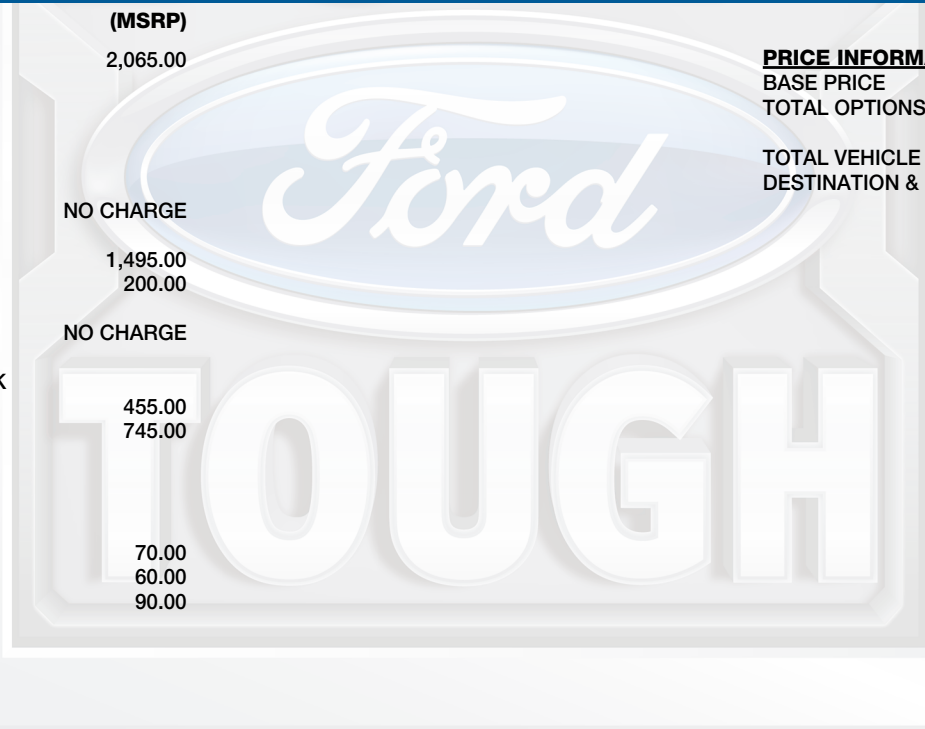 (MSRP)
2,065.00
NO CHARGE
1,495.00
200.00
NO CHARGE
K
455.00
745.00
70.00
60.00
90.00
PRICE INFORMA
BASE PRICE
TOTAL OPTIONS
TOTAL VEHICLE
DESTINATION &
Ford
TOUGH